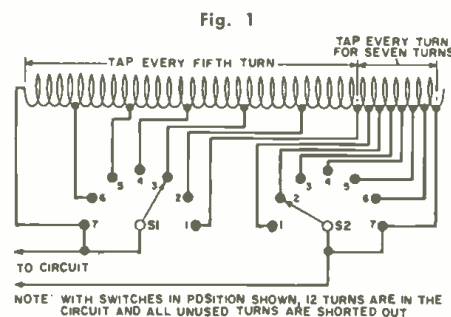 Fig. 1
TAP EVERY FIFTH TURN
TAP EVERY TURN
FOR SEVEN TURNS
5
4
3
2
1
6
7
S1
1
2
3
4
5
6
7
S2
TO CIRCUIT
NOTE: WITH SWITCHES IN POSITION SHOWN, 12 TURNS ARE IN THE
CIRCUIT AND ALL UNUSED TURNS ARE SHORTED OUT